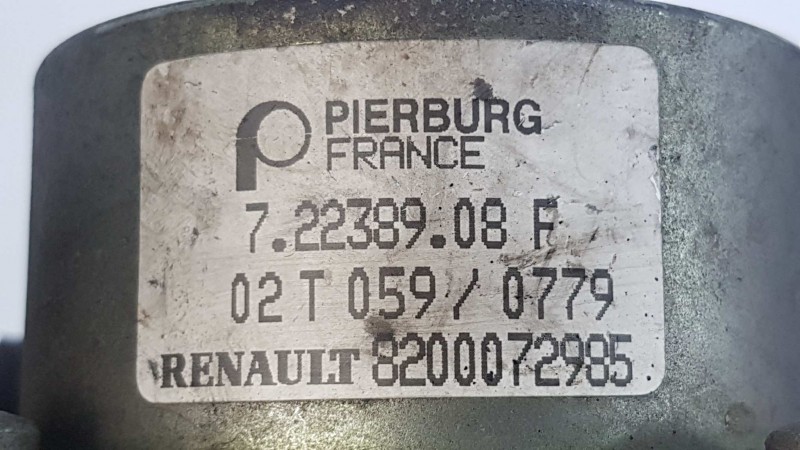 PIERBURG
FRANCE
7.22389.08 F
02 T 059 / 0779
RENAULT 8200072985